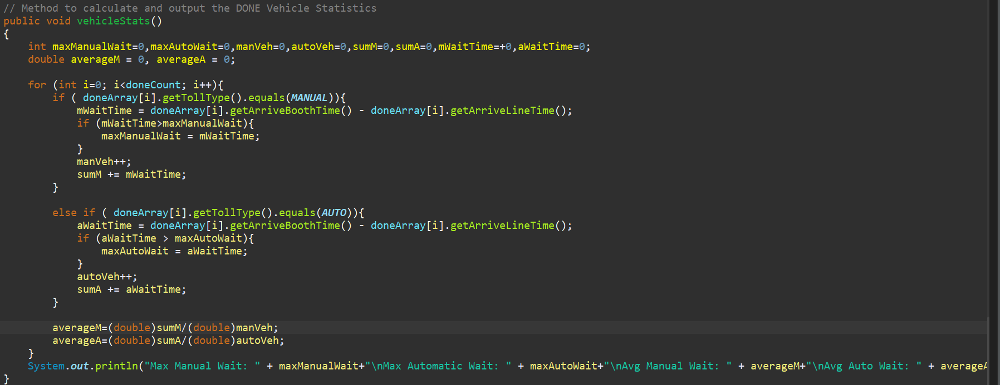 // Method to calculate and output the DONE Vehicle Statistics
public void vehicleStats()
{
    int maxManualWait=0,maxAutoWait=0,manVeh=0,autoVeh=0,sumM=0,sumA=0,mWaitTime=+0,aWaitTime=0;
    double averageM = 0, averageA = 0;

    for (int i=0; i<doneCount; i++){
        if ( doneArray[i].getTollType().equals(MANUAL)){
            mWaitTime = doneArray[i].getArriveBoothTime() - doneArray[i].getArriveLineTime();
            if (mWaitTime>maxManualWait){
                maxManualWait = mWaitTime;
            }
            manVeh++;
            sumM += mWaitTime;
        }

        else if ( doneArray[i].getTollType().equals(AUTO)){
            aWaitTime = doneArray[i].getArriveBoothTime() - doneArray[i].getArriveLineTime();
            if (aWaitTime > maxAutoWait){
                maxAutoWait = aWaitTime;
            }
            autoVeh++;
            sumA += aWaitTime;
        }

        averageM=(double)sumM/(double)manVeh;
        averageA=(double)sumA/(double)autoVeh;
    }
    System.out.println("Max Manual Wait: " + maxManualWait+"\nMax Automatic Wait: " + maxAutoWait+"\nAvg Manual Wait: " + averageM+"\nAvg Auto Wait: " + averageA
}